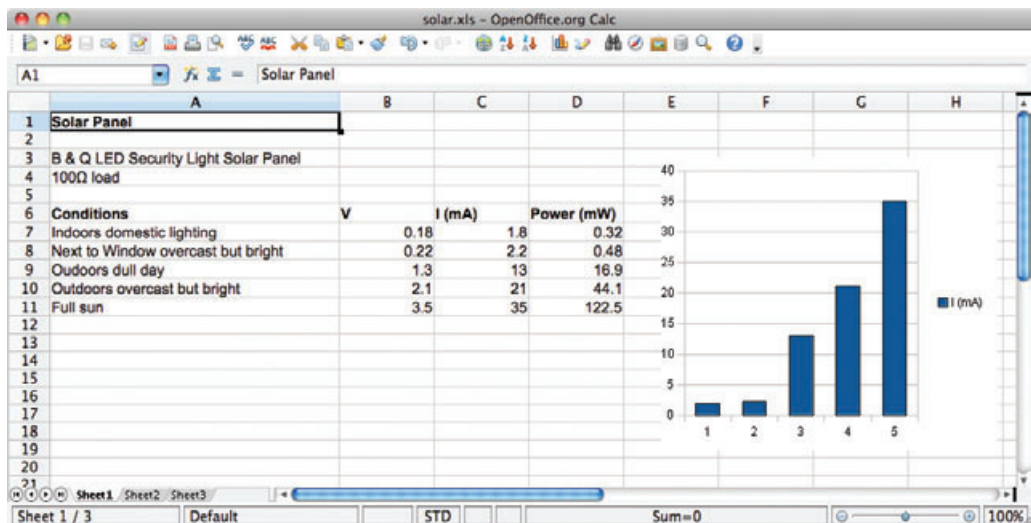 solar.xls - OpenOffice.org Calc
A1 = Solar Panel
A B C D E F G H
1 Solar Panel
2
3 B & Q LED Security Light Solar Panel
4 100Ω load
5
6 Conditions V I (mA) Power (mW)
7 Indoors domestic lighting 0.18 1.8 0.32
8 Next to Window overcast but bright 0.22 2.2 0.48
9 Oudoors dull day 1.3 13 16.9
10 Outdoors overcast but bright 2.1 21 44.1
11 Full sun 3.5 35 122.5
12
13
14
15
16
17
18
19
20
21
40
35
30
25
20
15
10
5
0
1 2 3 4 5
I (mA)
Sheet1 Sheet2 Sheet3
Sheet 1 / 3 Default STD Sum=0 100%